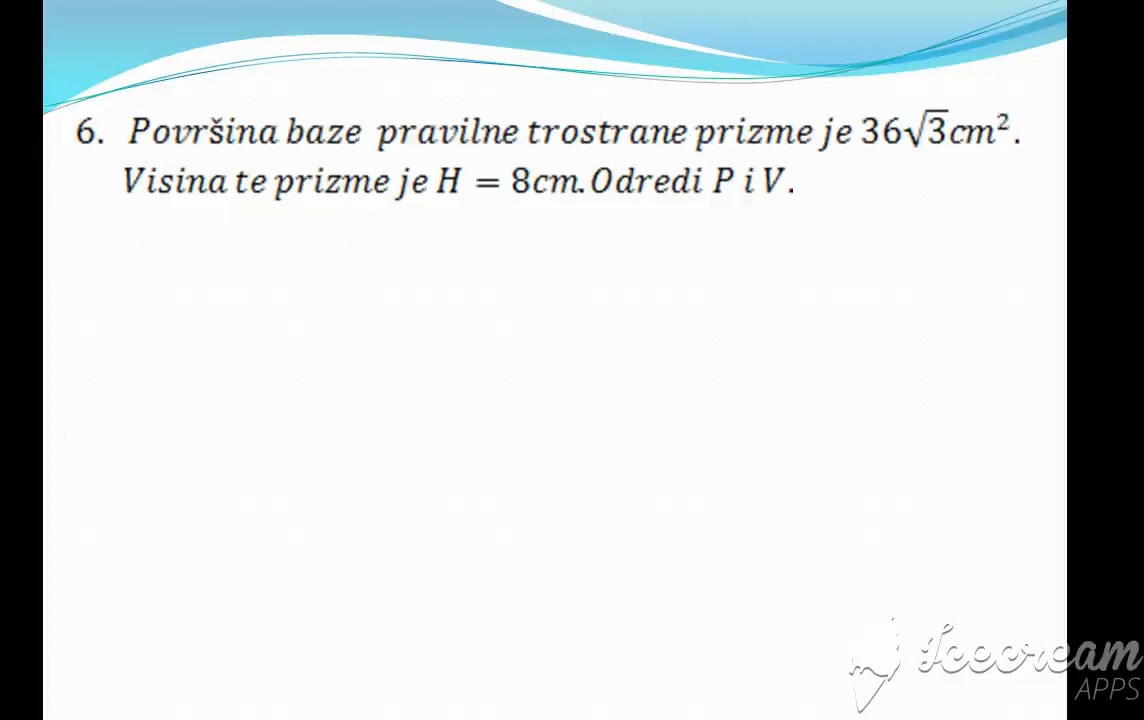 6. Površina baze pravilne trostrane prizme je 36√3cm².
Visina te prizme je H = 8cm. Odredi P i V.
Icecream
APPS